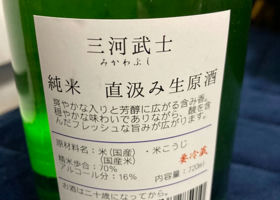 三河武士
みかわぶし
純米　直汲み生原酒
爽やかな入りと芳醇に広がる含み香。
穏やかな味わいでありながら、酸を含
んだフレッシュな旨みが広がります。
原材料名：米(国産)・米こうじ
(国産米)
精米歩合：70%
アルコール分：16%
要冷蔵
内容量：720ml
お酒は二十歳になってから。